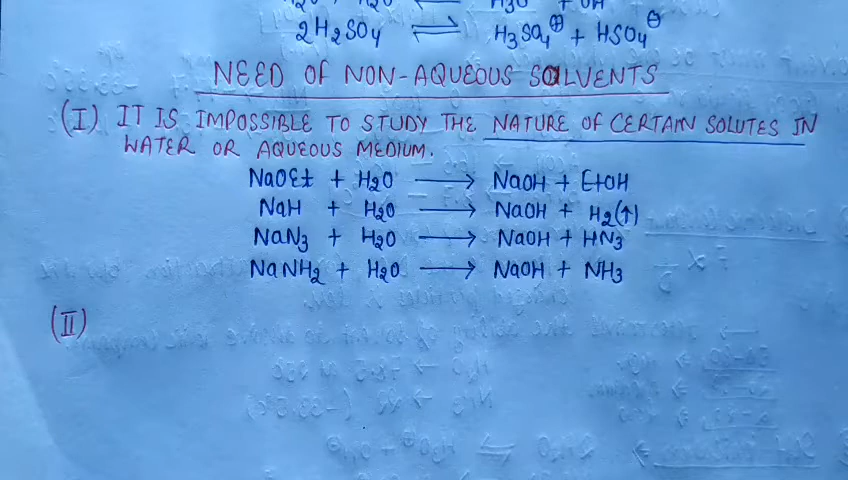 2H₂SO₄ ⇌ H₃SO₄⊕ + HSO₄⊖
NEED OF NON-AQUEOUS SOLVENTS
(I) IT IS IMPOSSIBLE TO STUDY THE NATURE OF CERTAIN SOLUTES IN
WATER OR AQUEOUS MEDIUM.
NaOEt + H₂O ⟶ NaOH + EtOH
NaH + H₂O ⟶ NaOH + H₂(↑)
NaN₃ + H₂O ⟶ NaOH + HN₃
NaNH₂ + H₂O ⟶ NaOH + NH₃
(II)